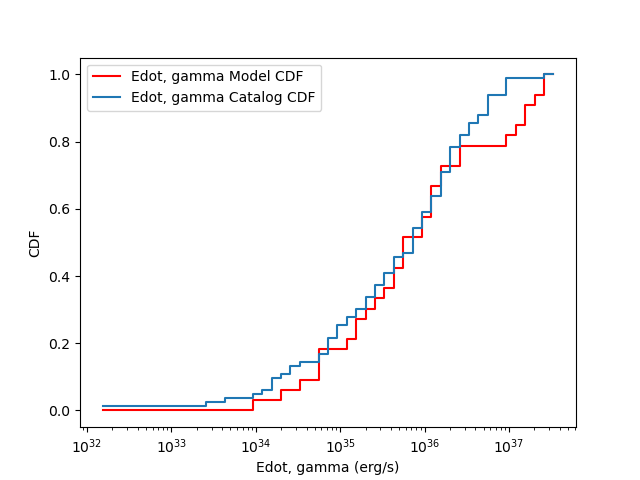 Edot, gamma Model CDF
Edot, gamma Catalog CDF
CDF
1.0
0.8
0.6
0.4
0.2
0.0
10^32 10^33 10^34 10^35 10^36 10^37
Edot, gamma (erg/s)